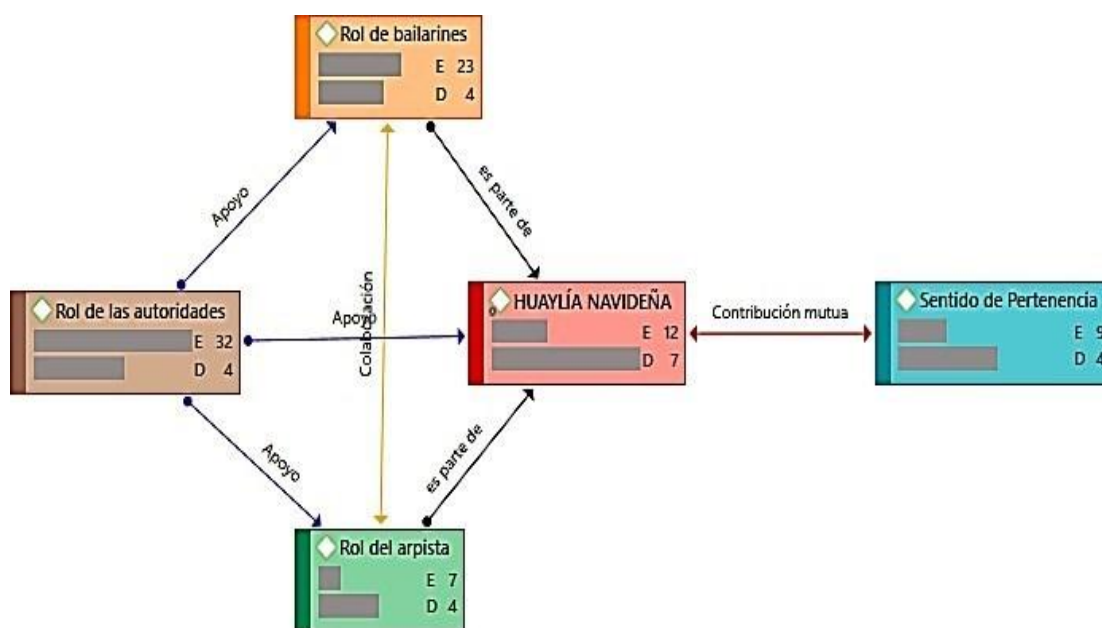 Rol de bailarines
E 23
D 4
Apoyo
es parte de
Rol de las autoridades
E 32
D 4
Apoyo
Colaboración
HUAYLÍA NAVIDEÑA
E 12
D 7
Contribución mutua
Sentido de Pertenencia
E 9
D 4
Apoyo
es parte de
Rol del arpista
E 7
D 4